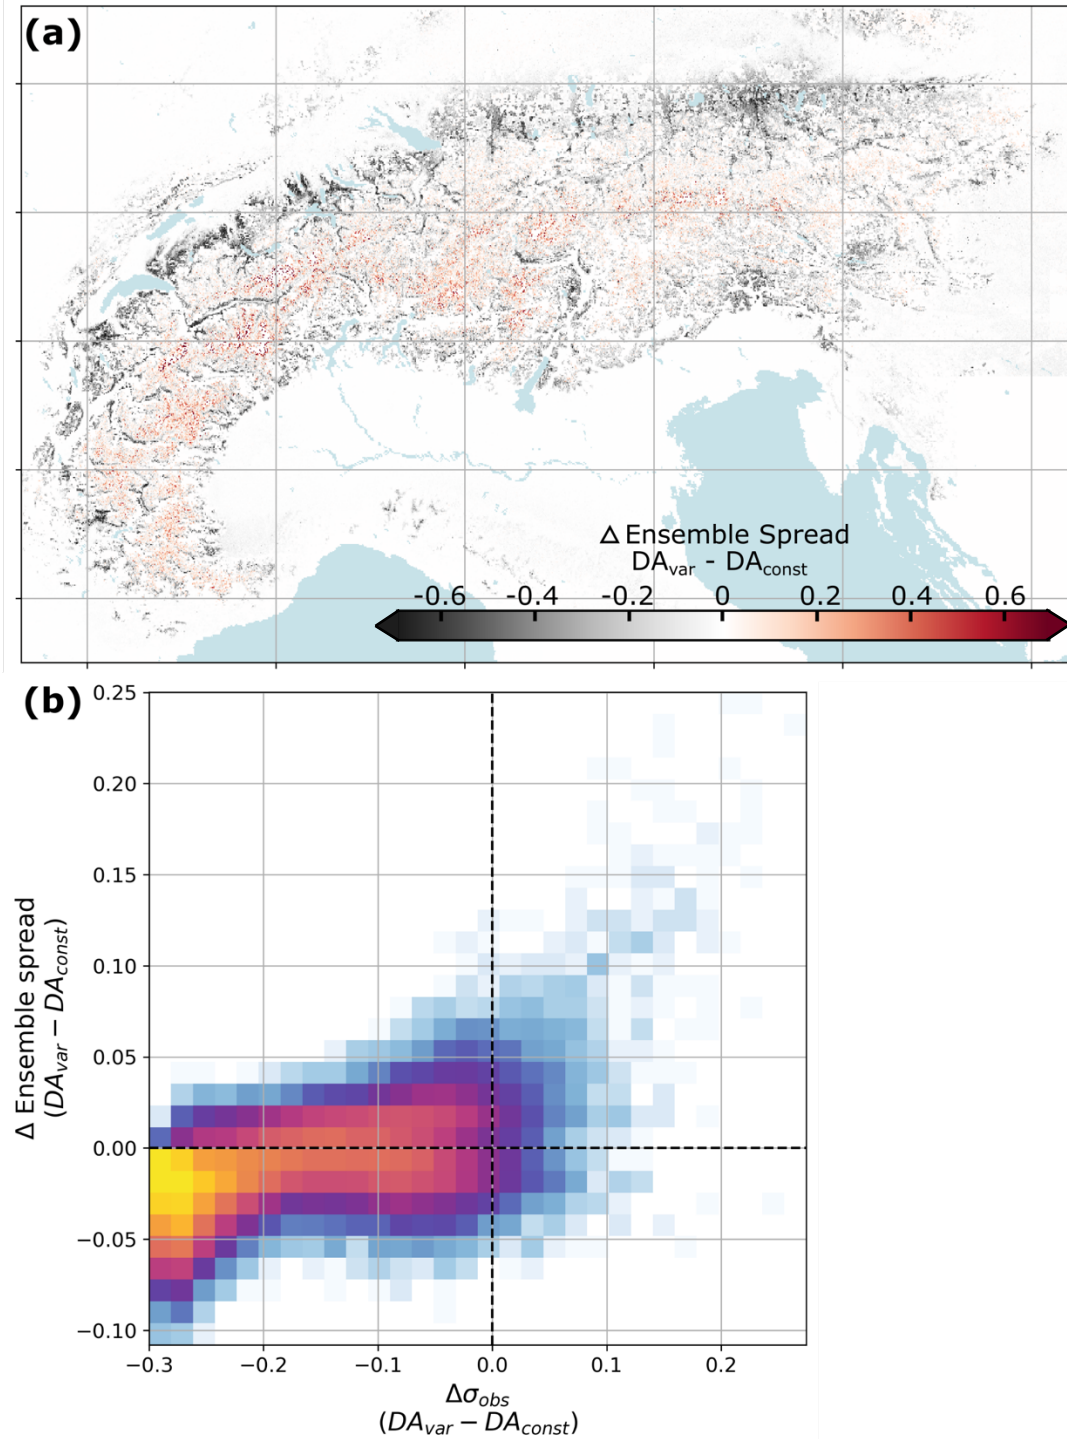 (a)
Δ Ensemble Spread
DAvar - DAconst
-0.6 -0.4 -0.2 0 0.2 0.4 0.6
(b)
0.25
0.20
0.15
0.10
0.05
0.00
−0.05
−0.10
Δ Ensemble spread
(DAvar − DAconst)
−0.3 −0.2 −0.1 0.0 0.1 0.2
Δσobs
(DAvar − DAconst)